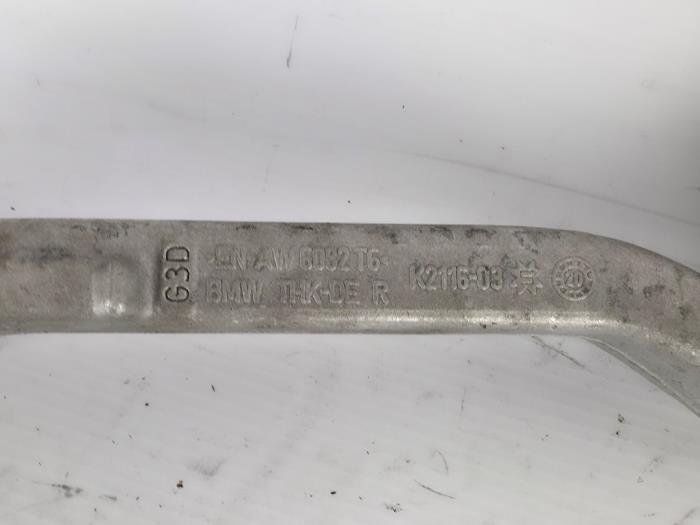 G3D
>EN-AW 6082 T6<
BMW THK-DE R
K2116-03